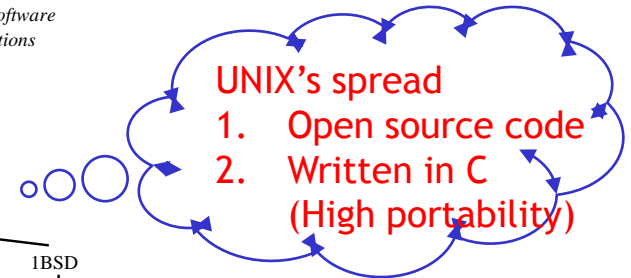 oftware
tions
UNIX's spread
1. Open source code
2. Written in C
(High portability)
1BSD